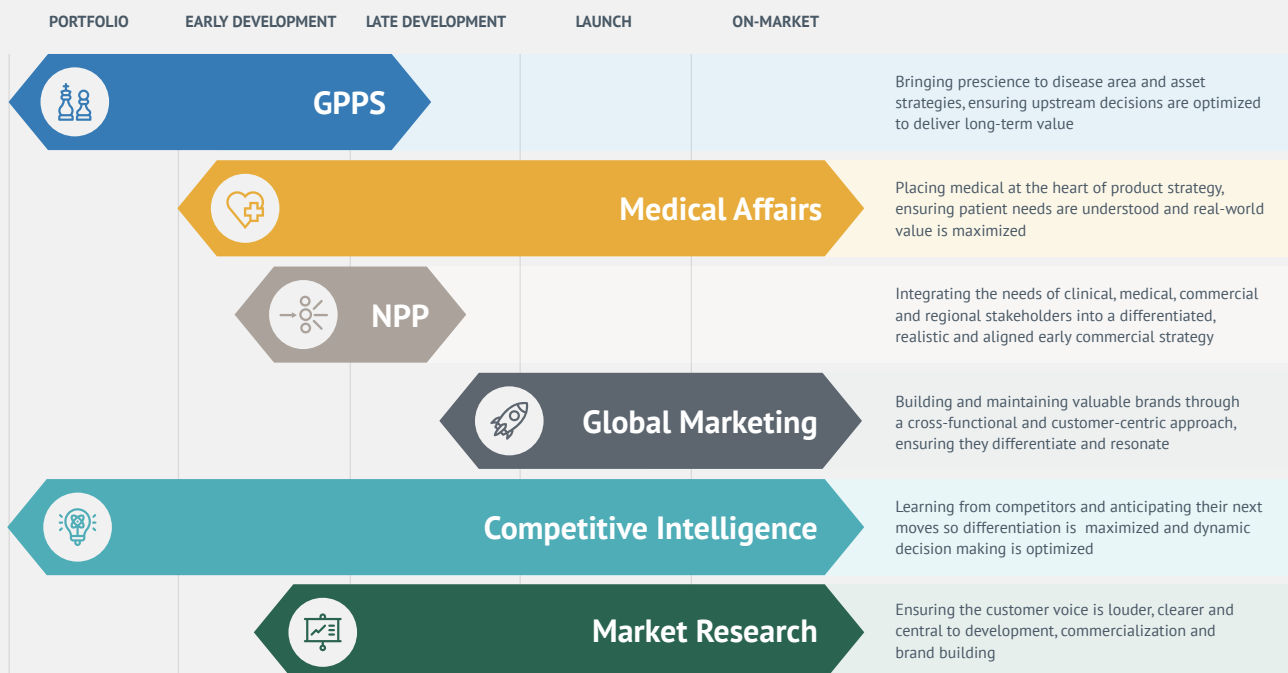 PORTFOLIO EARLY DEVELOPMENT LATE DEVELOPMENT LAUNCH ON-MARKET
GPPS
Bringing prescience to disease area and asset
strategies, ensuring upstream decisions are optimized
to deliver long-term value
Medical Affairs
Placing medical at the heart of product strategy,
ensuring patient needs are understood and real-world
value is maximized
NPP
Integrating the needs of clinical, medical, commercial
and regional stakeholders into a differentiated,
realistic and aligned early commercial strategy
Global Marketing
Building and maintaining valuable brands through
a cross-functional and customer-centric approach,
ensuring they differentiate and resonate
Competitive Intelligence
Learning from competitors and anticipating their next
moves so differentiation is maximized and dynamic
decision making is optimized
Market Research
Ensuring the customer voice is louder, clearer and
central to development, commercialization and
brand building